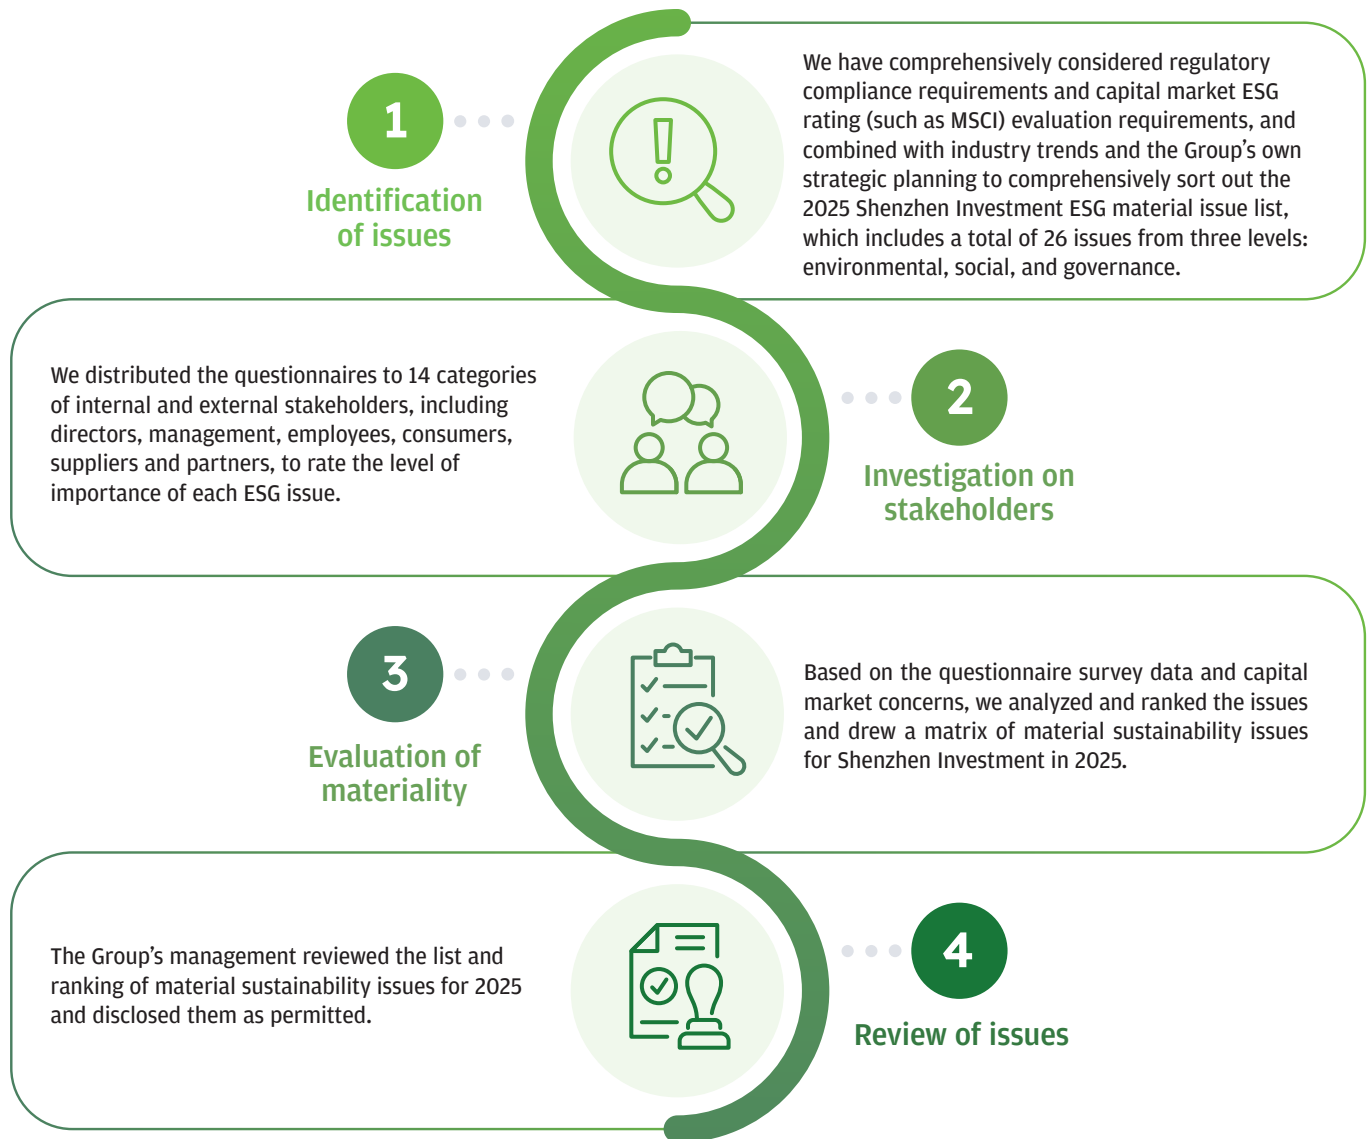 1
Identification
of issues
We have comprehensively considered regulatory
compliance requirements and capital market ESG
rating (such as MSCI) evaluation requirements, and
combined with industry trends and the Group’s own
strategic planning to comprehensively sort out the
2025 Shenzhen Investment ESG material issue list,
which includes a total of 26 issues from three levels:
environmental, social, and governance.
We distributed the questionnaires to 14 categories
of internal and external stakeholders, including
directors, management, employees, consumers,
suppliers and partners, to rate the level of
importance of each ESG issue.
2
Investigation on
stakeholders
3
Evaluation of
materiality
Based on the questionnaire survey data and capital
market concerns, we analyzed and ranked the issues
and drew a matrix of material sustainability issues
for Shenzhen Investment in 2025.
The Group’s management reviewed the list and
ranking of material sustainability issues for 2025
and disclosed them as permitted.
4
Review of issues